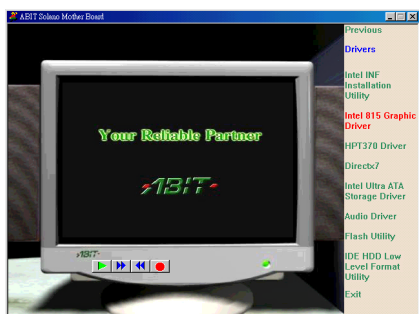 ABIT Solano Mother Board
Previous
Drivers
Intel INF
Installation
Utility
Intel 815 Graphic
Driver
HPT370 Driver
Directx7
Intel Ultra ATA
Storage Driver
Audio Driver
Flash Utility
IDE HDD Low
Level Format
Utility
Exit
Your Reliable Partner
ABIT
ABIT